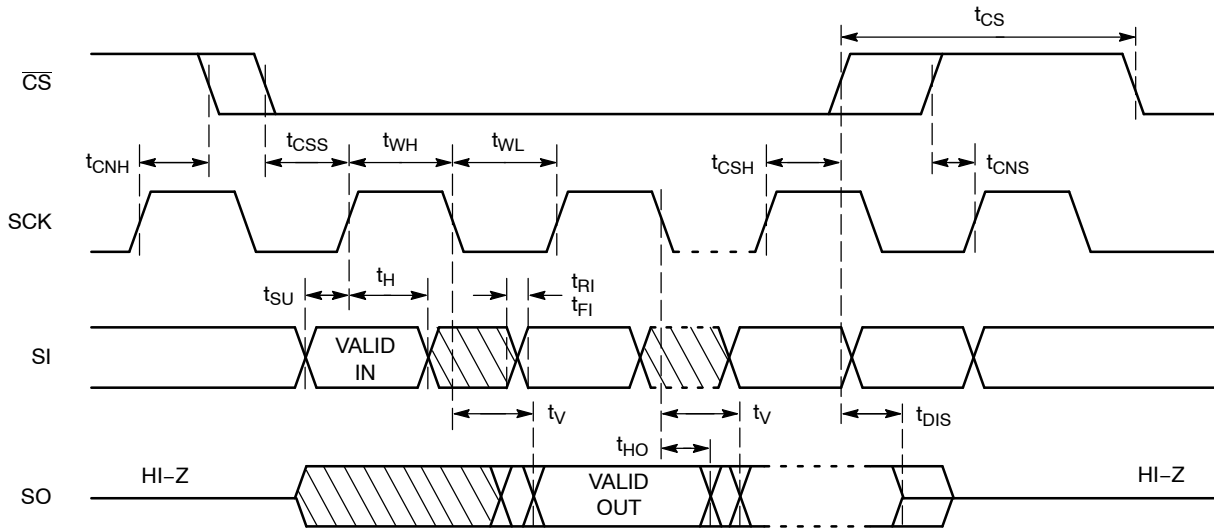 t_CS
C̅S̅
t_CSS t_WH t_WL
t_CNH t_CSH t_CNS
SCK
t_SU t_H t_RI
t_FI
SI VALID
IN
t_V t_V t_DIS
t_HO
HI–Z VALID HI–Z
SO OUT